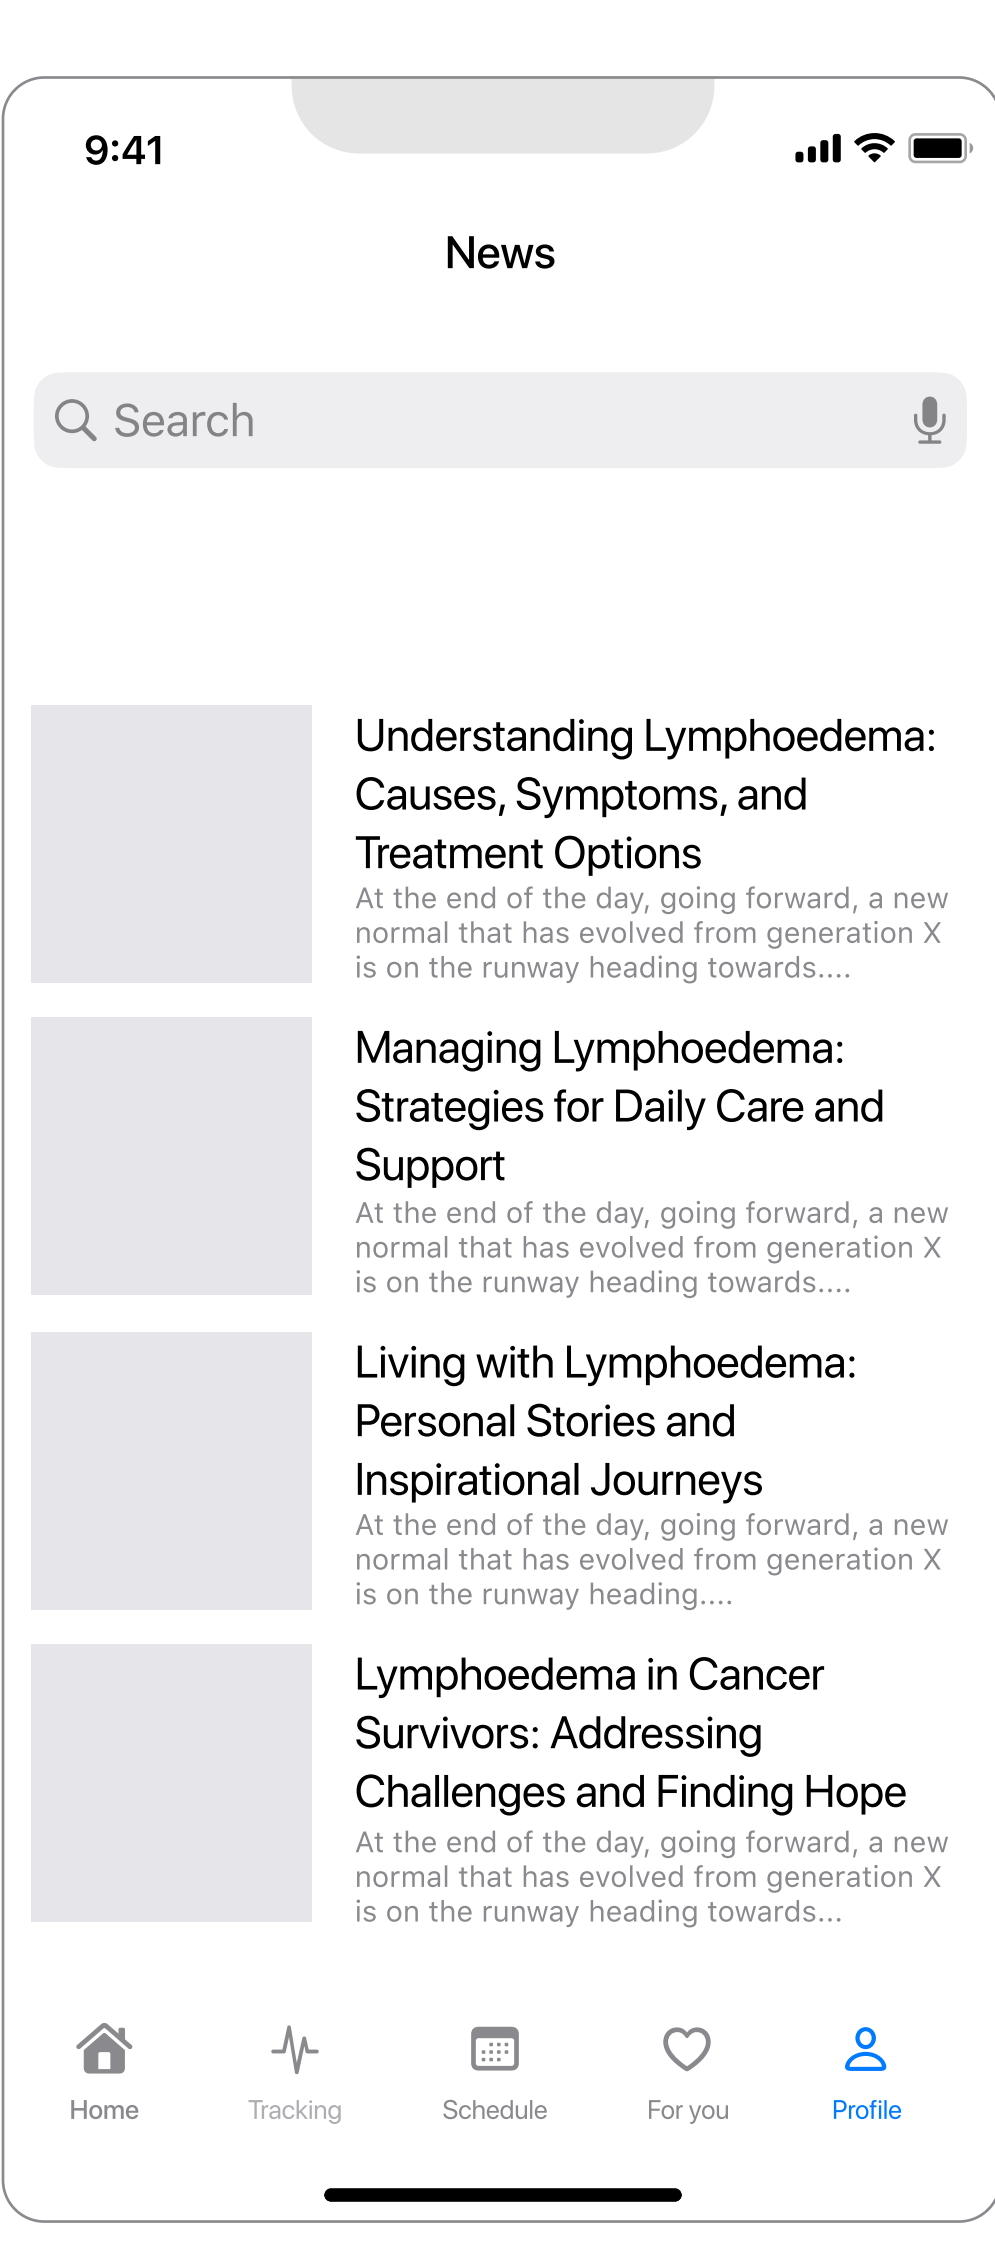 9:41
News
Search
Understanding Lymphoedema:
Causes, Symptoms, and
Treatment Options
At the end of the day, going forward, a new
normal that has evolved from generation X
is on the runway heading towards....
Managing Lymphoedema:
Strategies for Daily Care and
Support
At the end of the day, going forward, a new
normal that has evolved from generation X
is on the runway heading towards....
Living with Lymphoedema:
Personal Stories and
Inspirational Journeys
At the end of the day, going forward, a new
normal that has evolved from generation X
is on the runway heading....
Lymphoedema in Cancer
Survivors: Addressing
Challenges and Finding Hope
At the end of the day, going forward, a new
normal that has evolved from generation X
is on the runway heading towards...
Home Tracking Schedule For you Profile